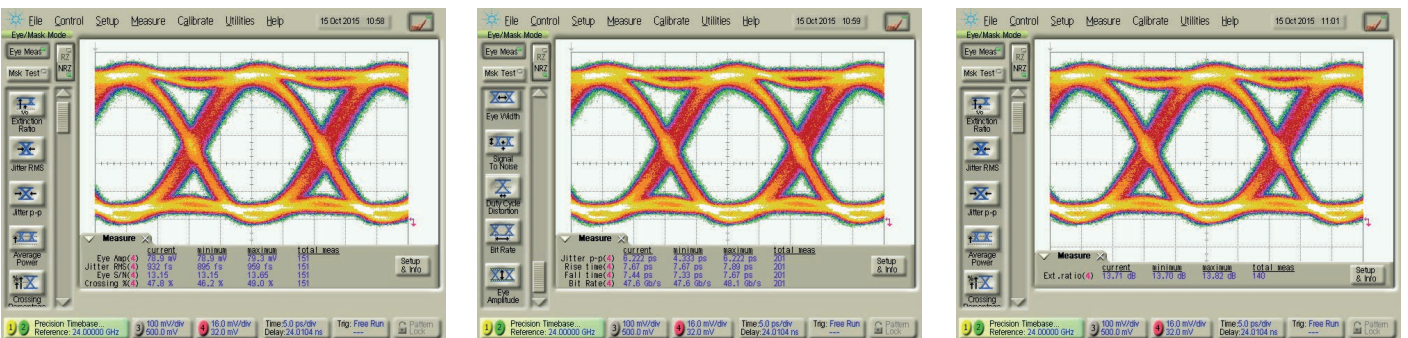 File Control Setup Measure Calibrate Utilities Help 15 Oct 2015 10:58
Eye/Mask Mode
Eye Meas
RZ
Msk Test
NRZ
Extinction
Ratio
Jitter RMS
Jitter p-p
Average
Power
Crossing
Percentage
Measure
current minimum maximum total meas
Eye Amp(4) 78.9 mV 78.9 mV 79.3 mV 151
Jitter RMS(4) 932 fs 895 fs 959 fs 151
Eye S/N(4) 13.15 13.15 13.65 151
Crossing %(4) 47.8 % 46.2 % 49.0 % 151
Setup
& Info
1 2 Precision Timebase...
Reference: 24.00000 GHz
3 100 mV/div
500.0 mV
4 16.0 mV/div
32.0 mV
Time:5.0 ps/div
Delay:24.0104 ns
Trig: Free Run
---
Pattern
Lock
File Control Setup Measure Calibrate Utilities Help 15 Oct 2015 10:59
Eye/Mask Mode
Eye Meas
RZ
Msk Test
NRZ
Eye Width
Signal
To Noise
Duty Cycle
Distortion
Bit Rate
Eye
Amplitude
Measure
current minimum maximum total meas
Jitter p-p(4) 6.222 ps 4.333 ps 6.222 ps 201
Rise time(4) 7.67 ps 7.67 ps 7.89 ps 201
Fall time(4) 7.44 ps 7.33 ps 7.67 ps 201
Bit Rate(4) 47.6 Gb/s 47.6 Gb/s 48.1 Gb/s 201
Setup
& Info
1 2 Precision Timebase...
Reference: 24.00000 GHz
3 100 mV/div
500.0 mV
4 16.0 mV/div
32.0 mV
Time:5.0 ps/div
Delay:24.0104 ns
Trig: Free Run
---
Pattern
Lock
File Control Setup Measure Calibrate Utilities Help 15 Oct 2015 11:01
Eye/Mask Mode
Eye Meas
RZ
Msk Test
NRZ
Extinction
Ratio
Jitter RMS
Jitter p-p
Average
Power
Crossing
Percentage
Measure
current minimum maximum total meas
Ext.ratio(4) 13.71 dB 13.70 dB 13.82 dB 140
Setup
& Info
1 2 Precision Timebase...
Reference: 24.00000 GHz
3 100 mV/div
500.0 mV
4 16.0 mV/div
32.0 mV
Time:5.0 ps/div
Delay:24.0104 ns
Trig: Free Run
---
Pattern
Lock